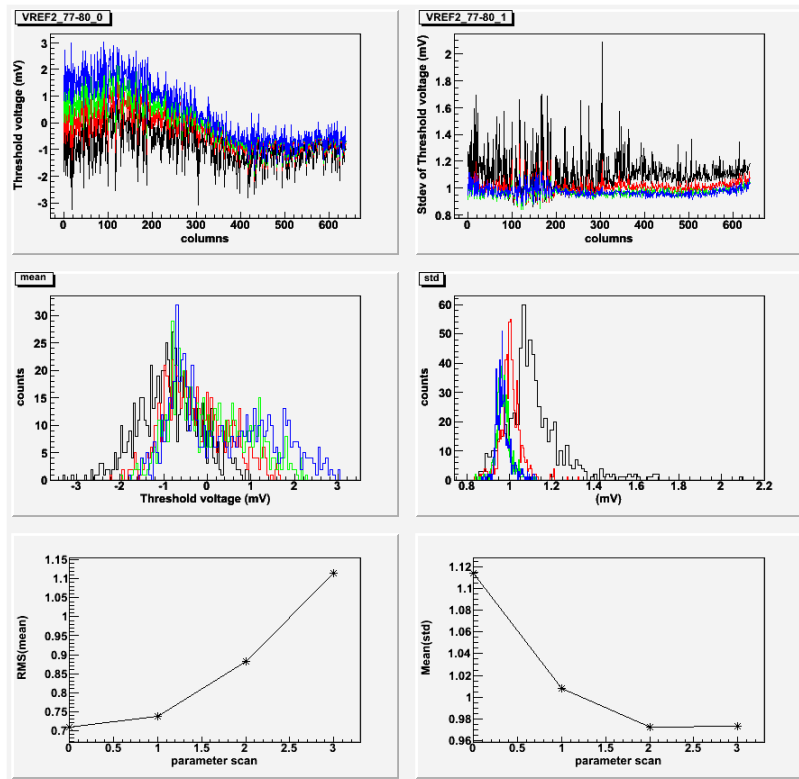 VREF2_77-80_0
Threshold voltage (mV)
3
2
1
0
-1
-2
-3
0 100 200 300 400 500 600
columns
VREF2_77-80_1
Stdev of Threshold voltage (mV)
2
1.8
1.6
1.4
1.2
1
0.8
0 100 200 300 400 500 600
columns
mean
counts
30
25
20
15
10
5
0
-3 -2 -1 0 1 2 3
Threshold voltage (mV)
std
counts
60
50
40
30
20
10
0
0.8 1 1.2 1.4 1.6 1.8 2 2.2
(mV)
RMS(mean)
1.15
1.1
1.05
1
0.95
0.9
0.85
0.8
0.75
0.7
0 0.5 1 1.5 2 2.5 3
parameter scan
Mean(std)
1.12
1.1
1.08
1.06
1.04
1.02
1
0.98
0.96
0 0.5 1 1.5 2 2.5 3
parameter scan